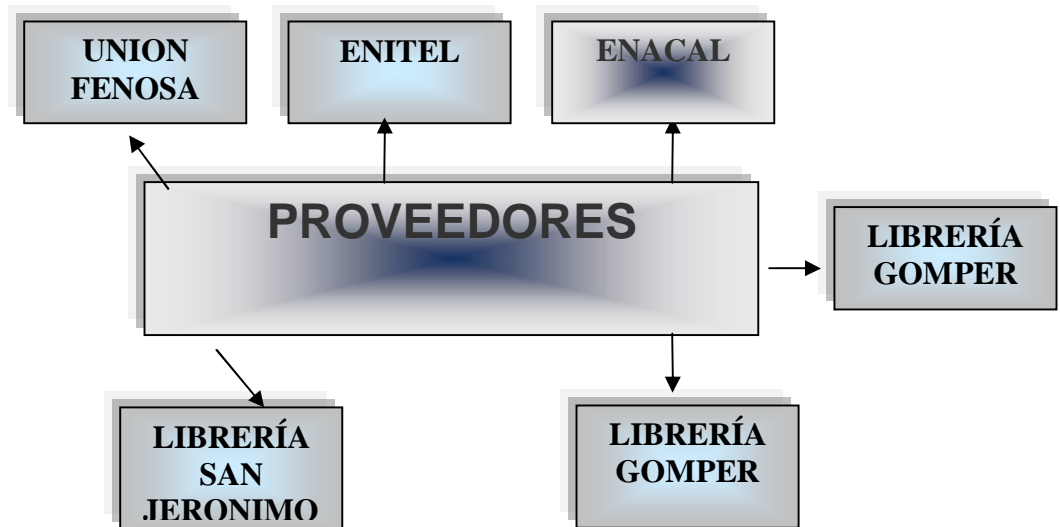 UNION
FENOSA
ENITEL
ENACAL
PROVEEDORES
LIBRERÍA
GOMPER
LIBRERÍA
SAN
JERONIMO
LIBRERÍA
GOMPER